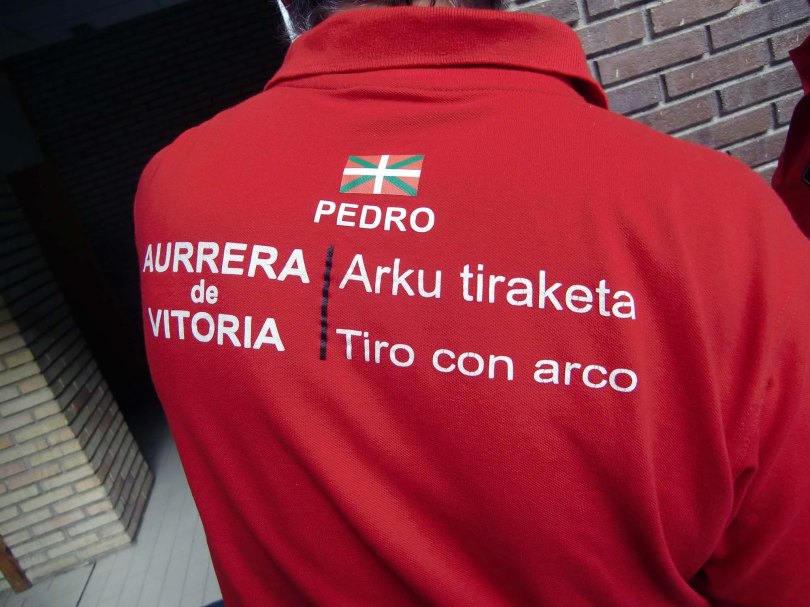 PEDRO
AURRERA
de
VITORIA
Arku tiraketa
Tiro con arco